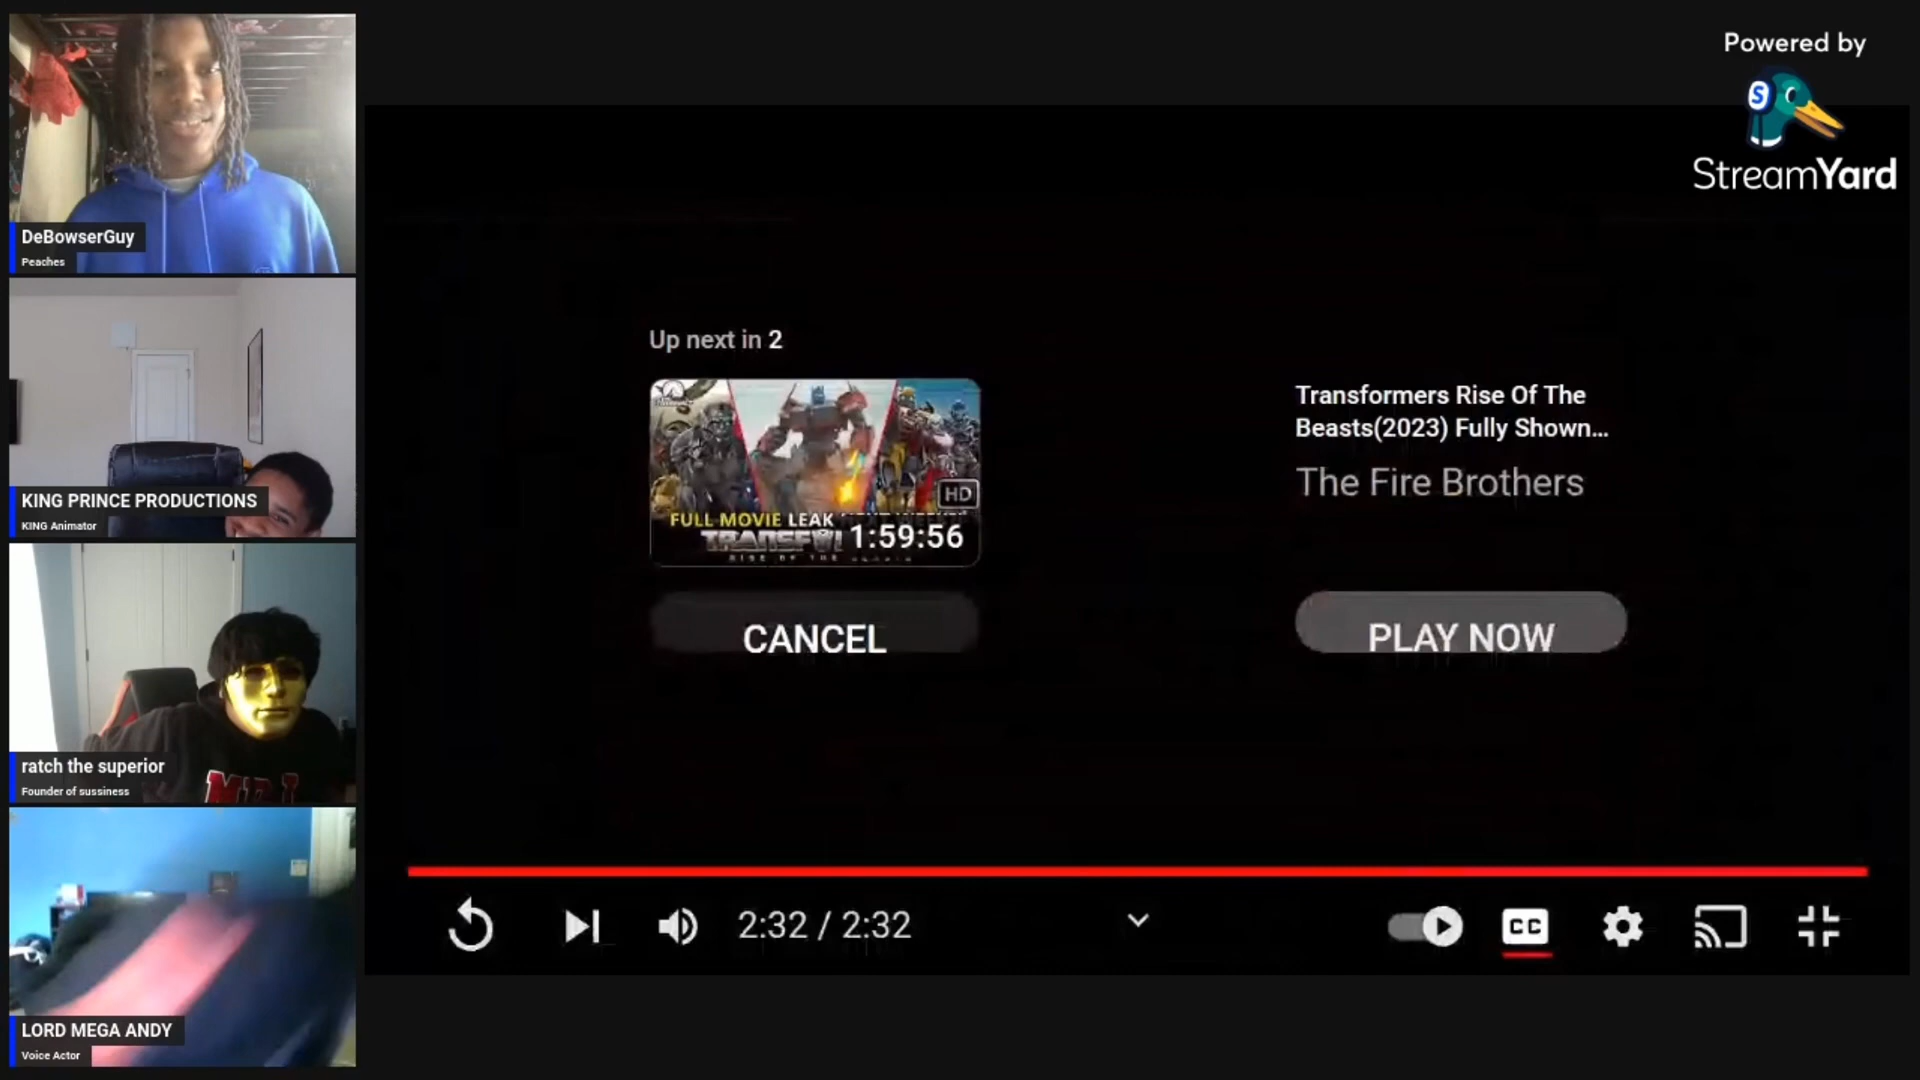 Powered by
StreamYard
DeBowserGuy
Peaches
KING PRINCE PRODUCTIONS
KING Animator
ratch the superior
Founder of sussiness
LORD MEGA ANDY
Voice Actor
Up next in 2
HD
FULL MOVIE LEAK
1:59:56
Transformers Rise Of The
Beasts(2023) Fully Shown...
The Fire Brothers
CANCEL
PLAY NOW
2:32 / 2:32
CC